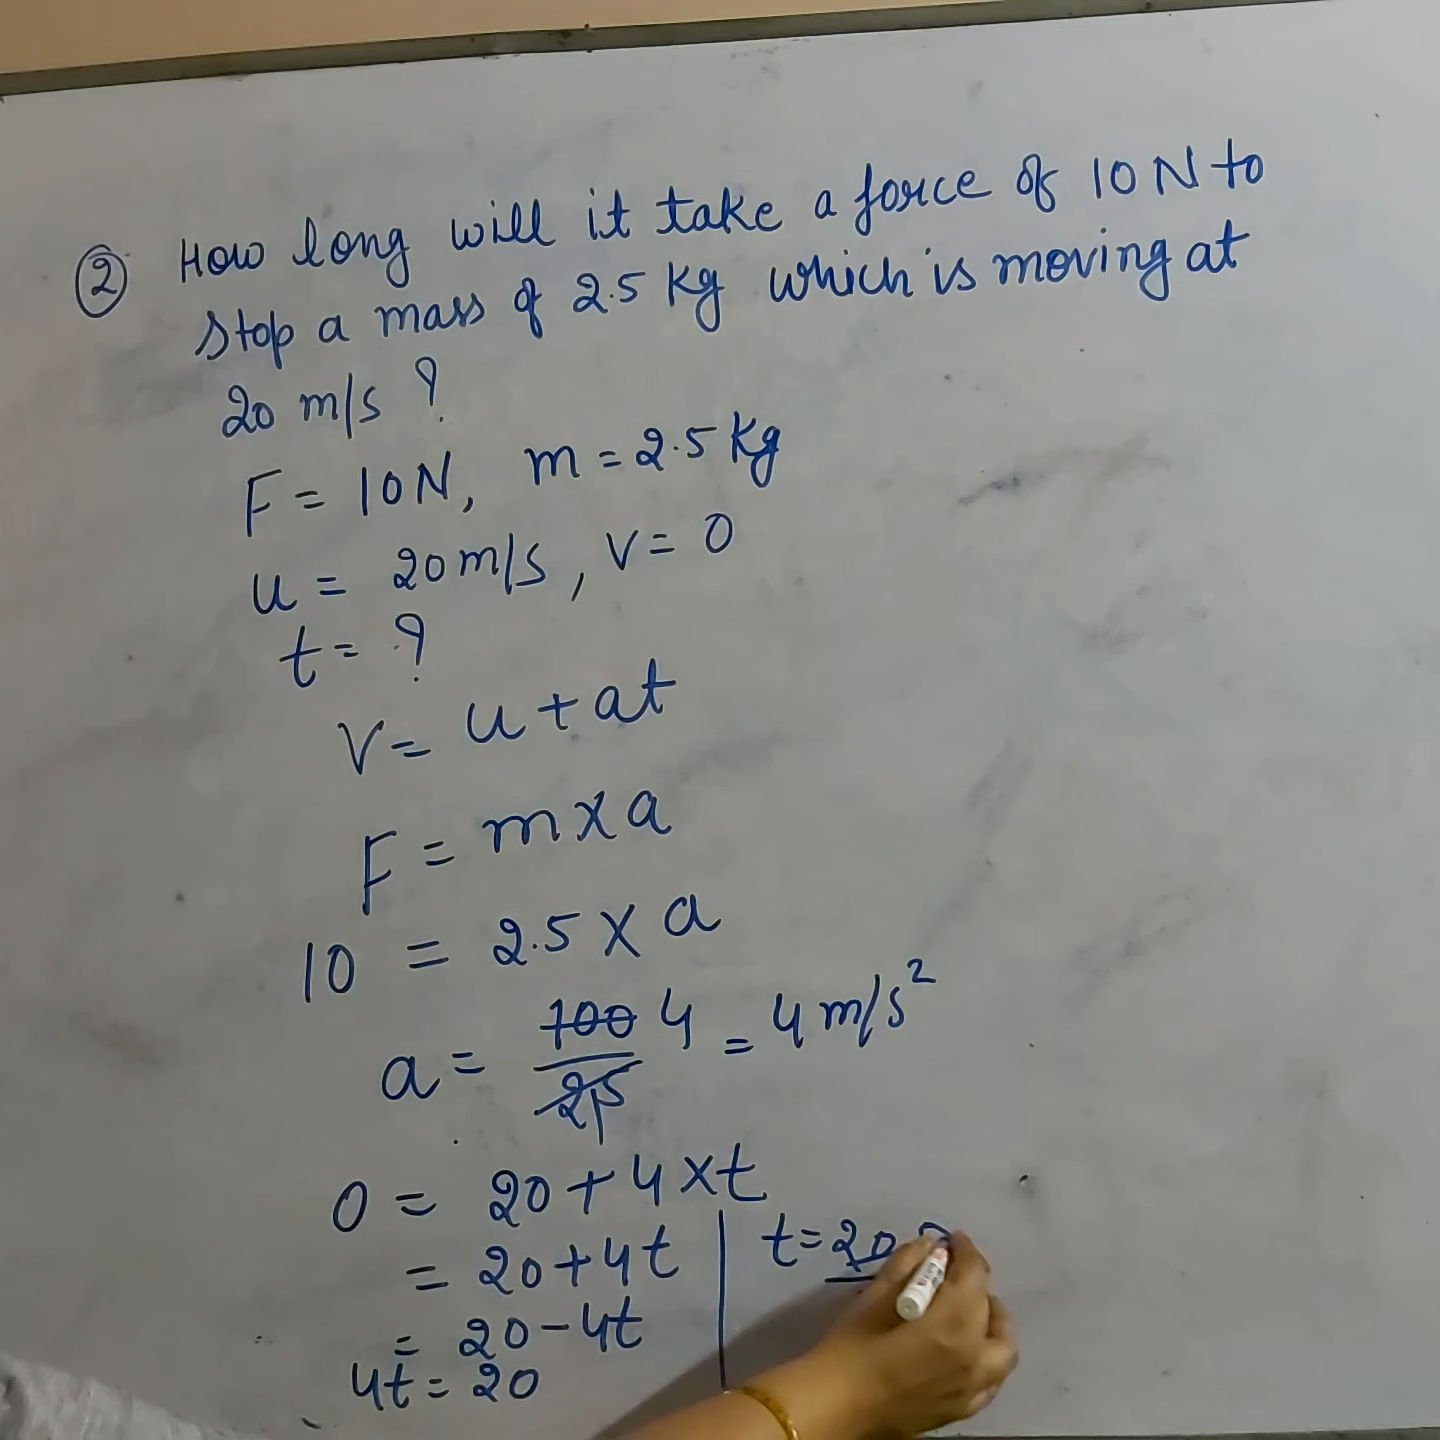 ② How long will it take a force of 10 N to
stop a mass of 2.5 kg which is moving at
20 m/s ?
F = 10 N, m = 2.5 kg
u = 20 m/s, v = 0
t = ?
v = u + at
F = m × a
10 = 2.5 × a
a = 100/25 4 = 4 m/s²
0 = 20 + 4 × t
= 20 + 4t
= 20 - 4t
4t = 20
t = 20